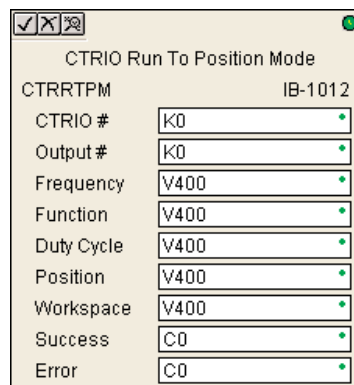 CTRIO Run To Position Mode
CTRRTPM IB-1012
CTRIO # K0
Output # K0
Frequency V400
Function V400
Duty Cycle V400
Position V400
Workspace V400
Success C0
Error C0